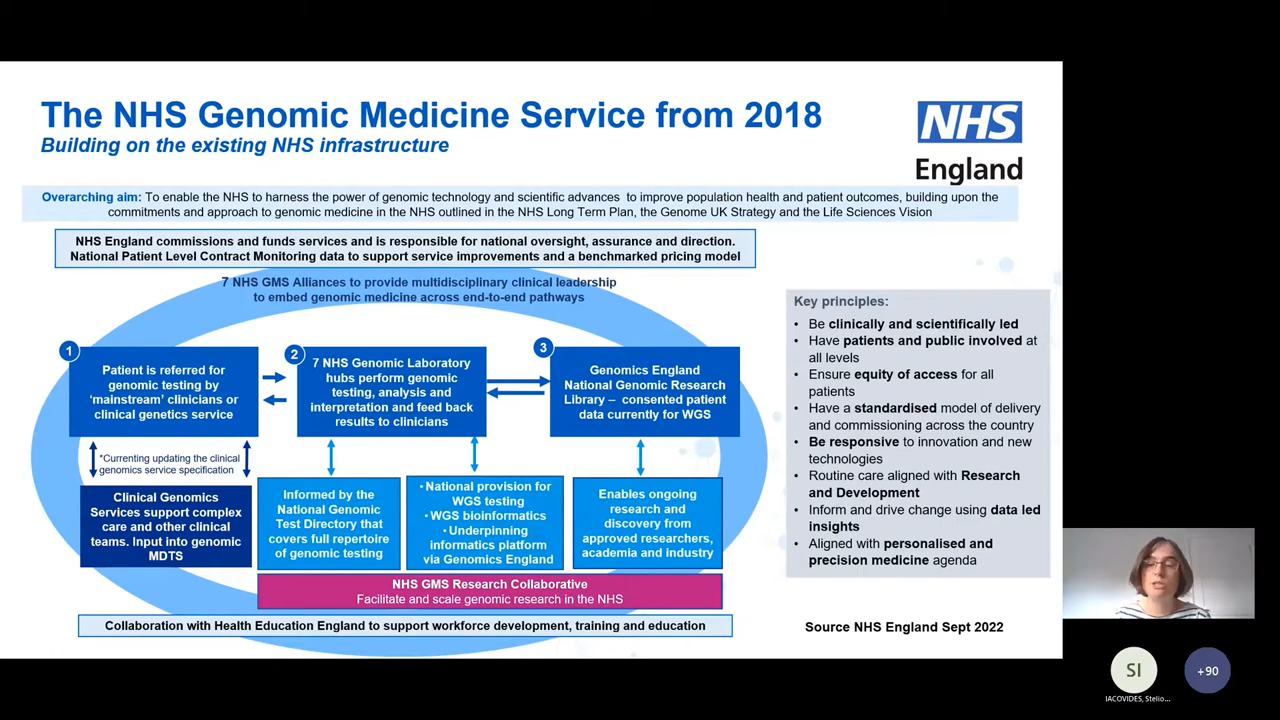 The NHS Genomic Medicine Service from 2018
Building on the existing NHS infrastructure
NHS
England
Overarching aim: To enable the NHS to harness the power of genomic technology and scientific advances to improve population health and patient outcomes, building upon the
commitments and approach to genomic medicine in the NHS outlined in the NHS Long Term Plan, the Genome UK Strategy and the Life Sciences Vision
NHS England commissions and funds services and is responsible for national oversight, assurance and direction.
National Patient Level Contract Monitoring data to support service improvements and a benchmarked pricing model
7 NHS GMS Alliances to provide multidisciplinary clinical leadership
to embed genomic medicine across end-to-end pathways
1
Patient is referred for
genomic testing by
‘mainstream’ clinicians or
clinical genetics service
2
7 NHS Genomic Laboratory
hubs perform genomic
testing, analysis and
interpretation and feed back
results to clinicians
3
Genomics England
National Genomic Research
Library – consented patient
data currently for WGS
*Currenting updating the clinical
genomics service specification
Clinical Genomics
Services support complex
care and other clinical
teams. Input into genomic
MDTS
Informed by the
National Genomic
Test Directory that
covers full repertoire
of genomic testing
• National provision for
WGS testing
• WGS bioinformatics
• Underpinning
informatics platform
via Genomics England
Enables ongoing
research and
discovery from
approved researchers,
academia and industry
NHS GMS Research Collaborative
Facilitate and scale genomic research in the NHS
Collaboration with Health Education England to support workforce development, training and education
Key principles:
• Be clinically and scientifically led
• Have patients and public involved at
all levels
• Ensure equity of access for all
patients
• Have a standardised model of delivery
and commissioning across the country
• Be responsive to innovation and new
technologies
• Routine care aligned with Research
and Development
• Inform and drive change using data led
insights
• Aligned with personalised and
precision medicine agenda
Source NHS England Sept 2022
SI
+90
IACOVIDES, Stelio...